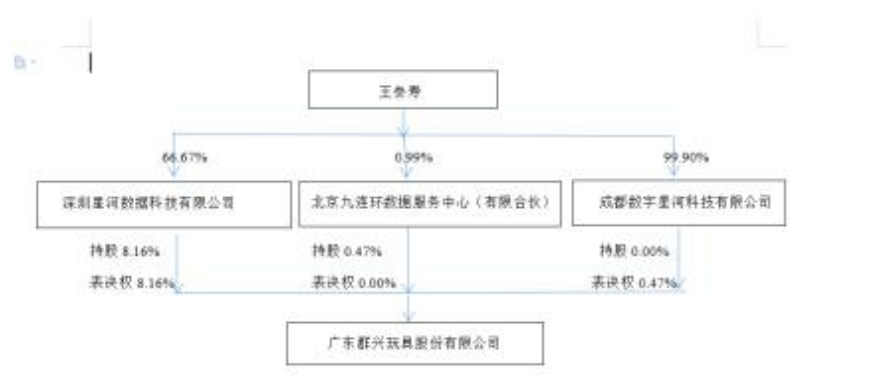 王叁寿
66.67%
0.99%
99.90%
深圳星河数据科技有限公司
北京九连环数据服务中心（有限合伙）
成都数字星河科技有限公司
持股 8.16%
持股 0.47%
持股 0.00%
表决权 8.16%
表决权 0.00%
表决权 0.47%
广东群兴玩具股份有限公司